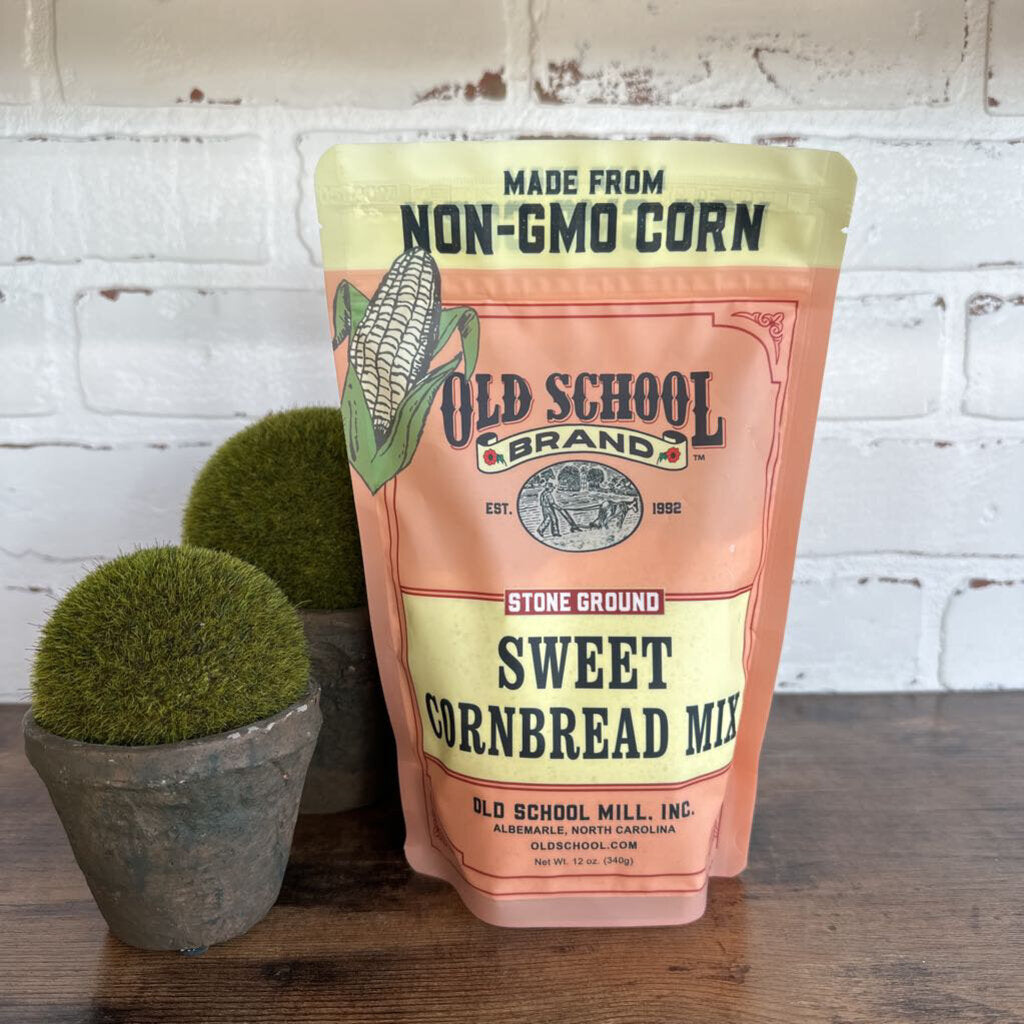 MADE FROM
NON-GMO CORN
OLD SCHOOL
BRAND
TM
EST. 1992
STONE GROUND
SWEET
CORNBREAD MIX
OLD SCHOOL MILL, INC.
ALBEMARLE, NORTH CAROLINA
OLDSCHOOL.COM
Net Wt. 12 oz. (340g)